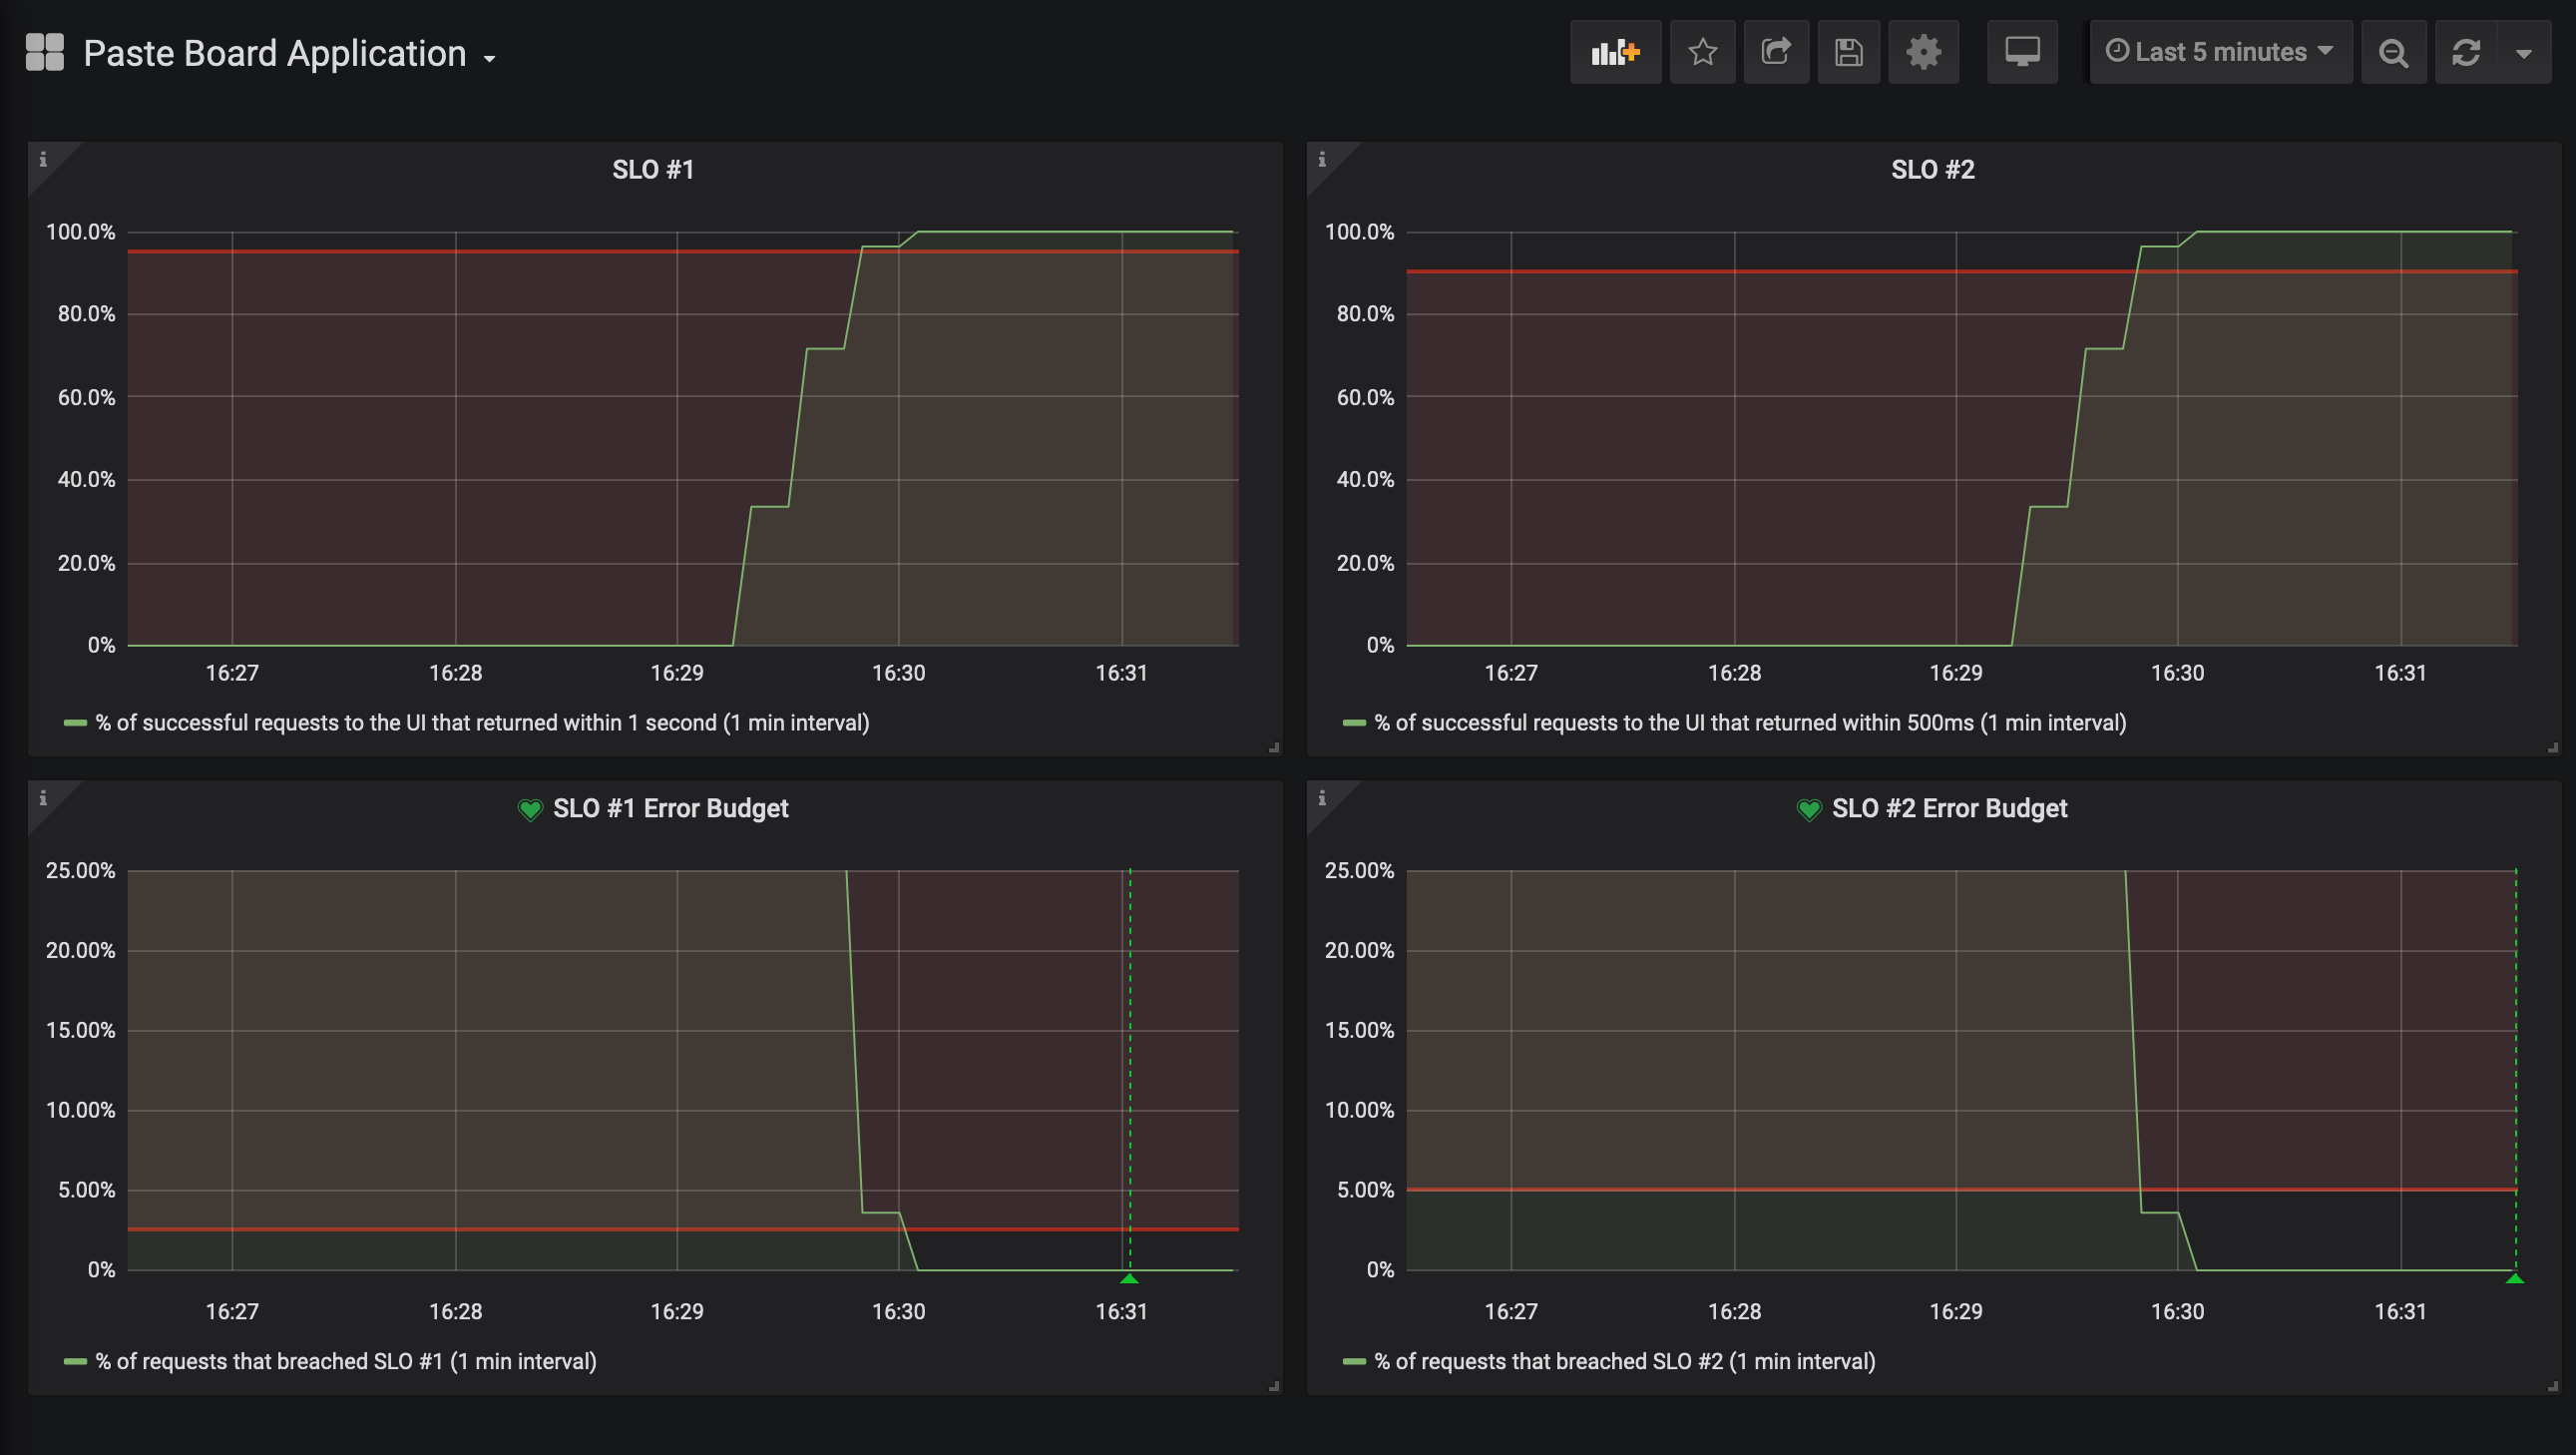 Paste Board Application
Last 5 minutes
SLO #1
100.0%
80.0%
60.0%
40.0%
20.0%
0%
16:27 16:28 16:29 16:30 16:31
% of successful requests to the UI that returned within 1 second (1 min interval)
SLO #2
100.0%
80.0%
60.0%
40.0%
20.0%
0%
16:27 16:28 16:29 16:30 16:31
% of successful requests to the UI that returned within 500ms (1 min interval)
SLO #1 Error Budget
25.00%
20.00%
15.00%
10.00%
5.00%
0%
16:27 16:28 16:29 16:30 16:31
% of requests that breached SLO #1 (1 min interval)
SLO #2 Error Budget
25.00%
20.00%
15.00%
10.00%
5.00%
0%
16:27 16:28 16:29 16:30 16:31
% of requests that breached SLO #2 (1 min interval)